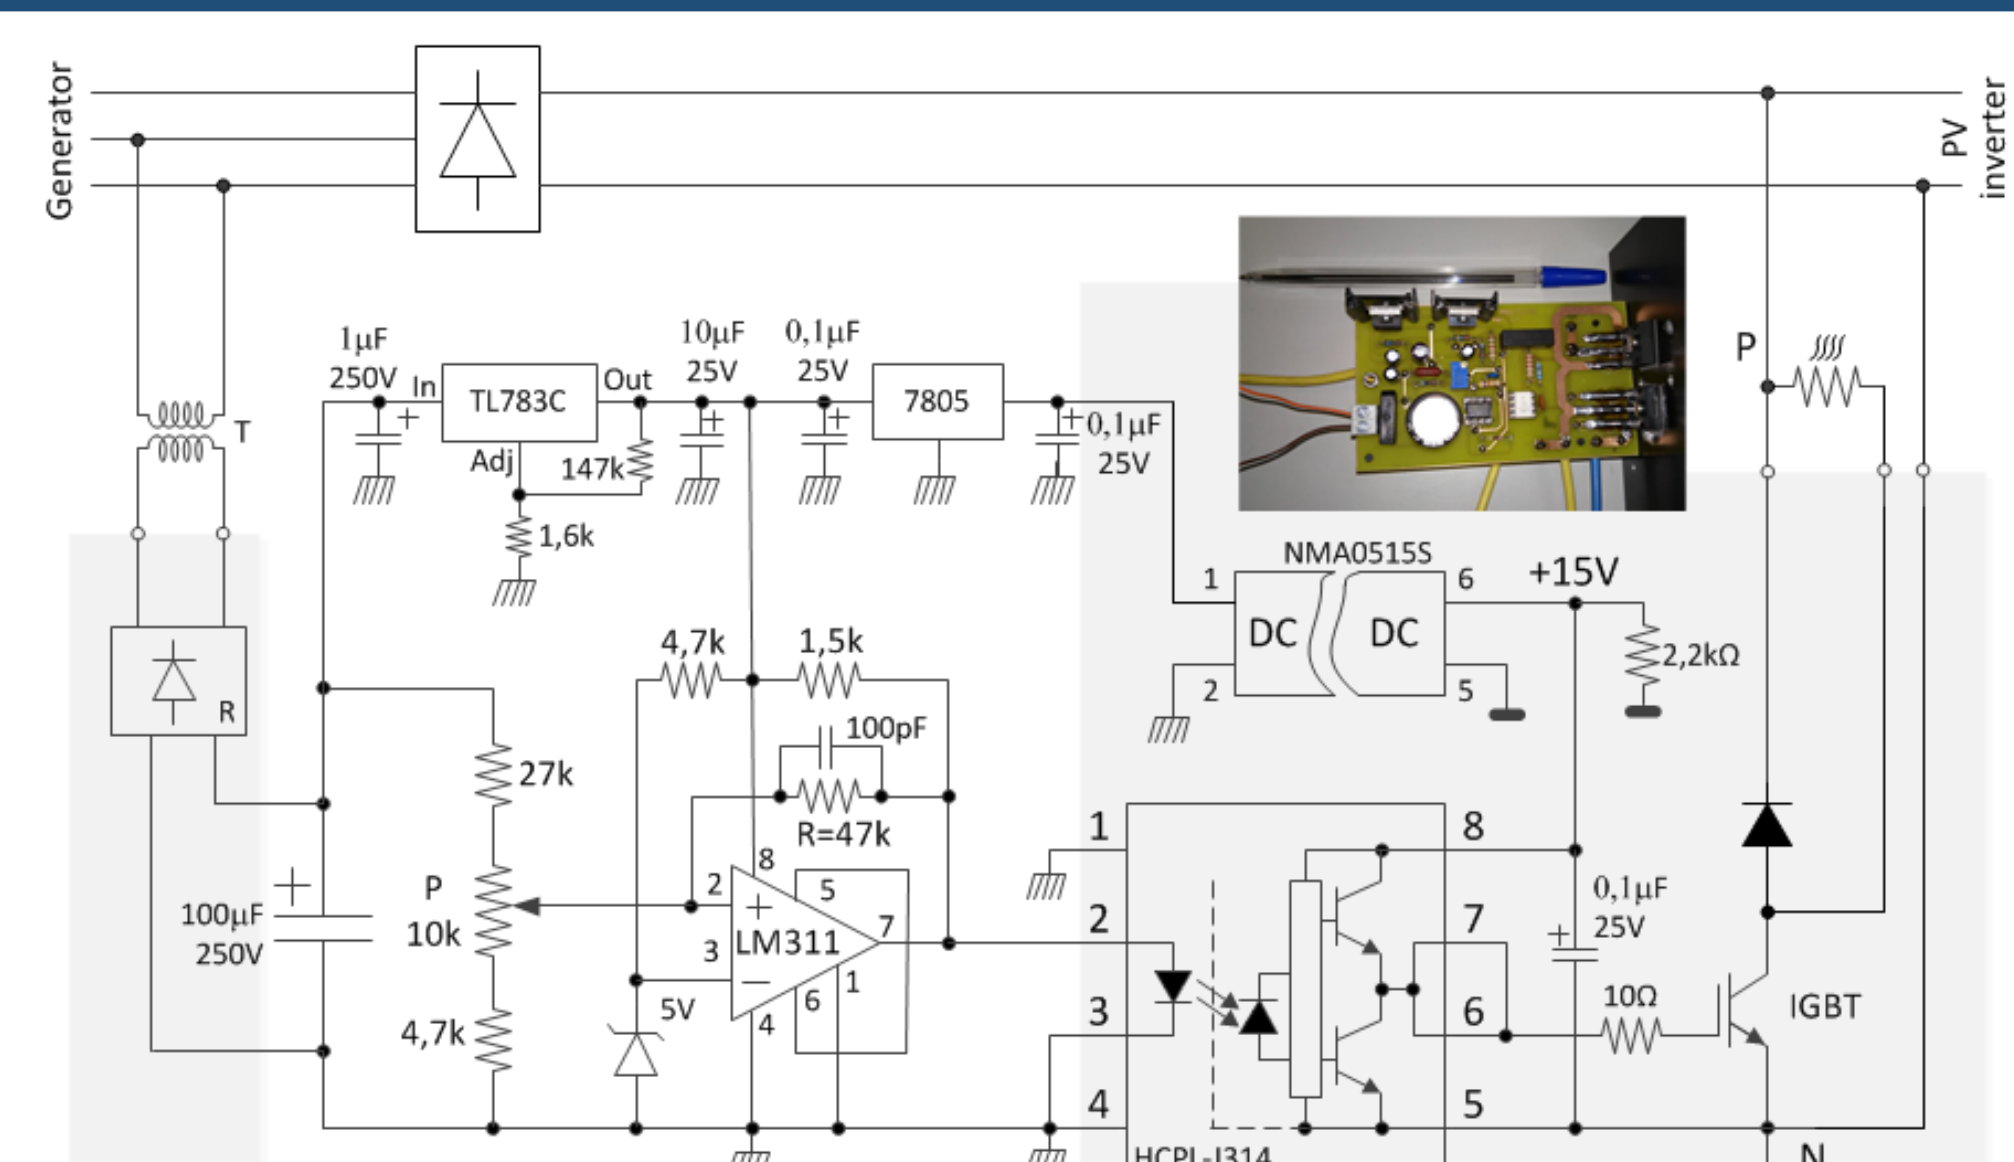 Generator
PV
inverter
1µF
250V
In
TL783C
Out
Adj
147k
1,6k
10µF
25V
0,1µF
25V
7805
0,1µF
25V
P
T
NMA0515S
1
DC
DC
6
+15V
2
5
2,2kΩ
R
4,7k
1,5k
100pF
R=47k
27k
P
10k
100µF
250V
4,7k
5V
8
2
+
5
LM311
7
3
–
1
6
4
1
8
2
7
3
6
4
5
0,1µF
25V
10Ω
IGBT
HCPL-J314
N